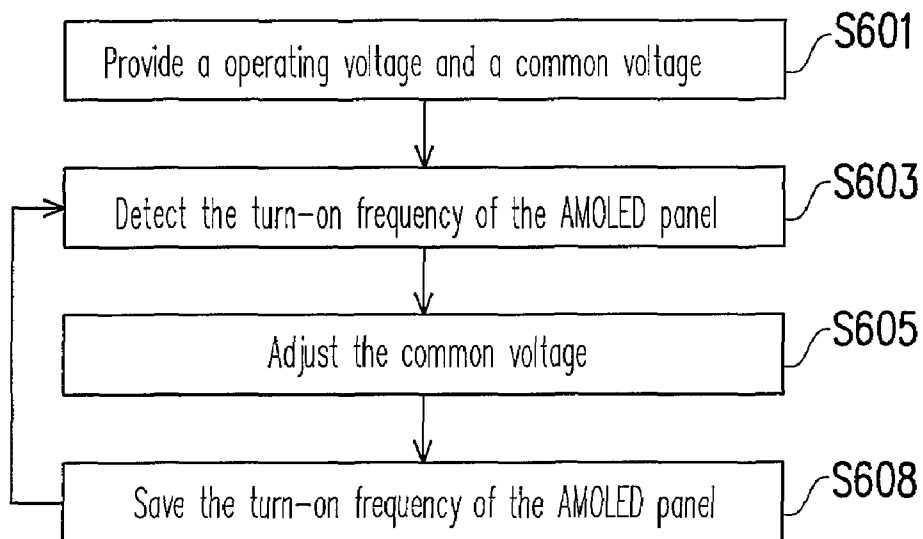 Provide a operating voltage and a common voltage
S601
Detect the turn-on frequency of the AMOLED panel
S603
Adjust the common voltage
S605
Save the turn-on frequency of the AMOLED panel
S608